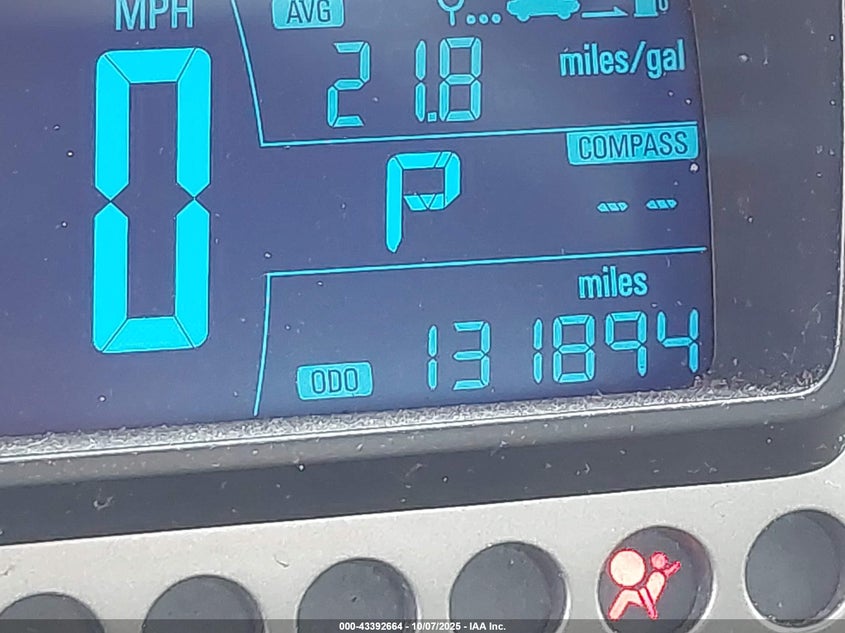 MPH
AVG
21.8 miles/gal
0
P
COMPASS
-- --
miles
ODO 131894
000-43392664 - 10/07/2025 - IAA Inc.